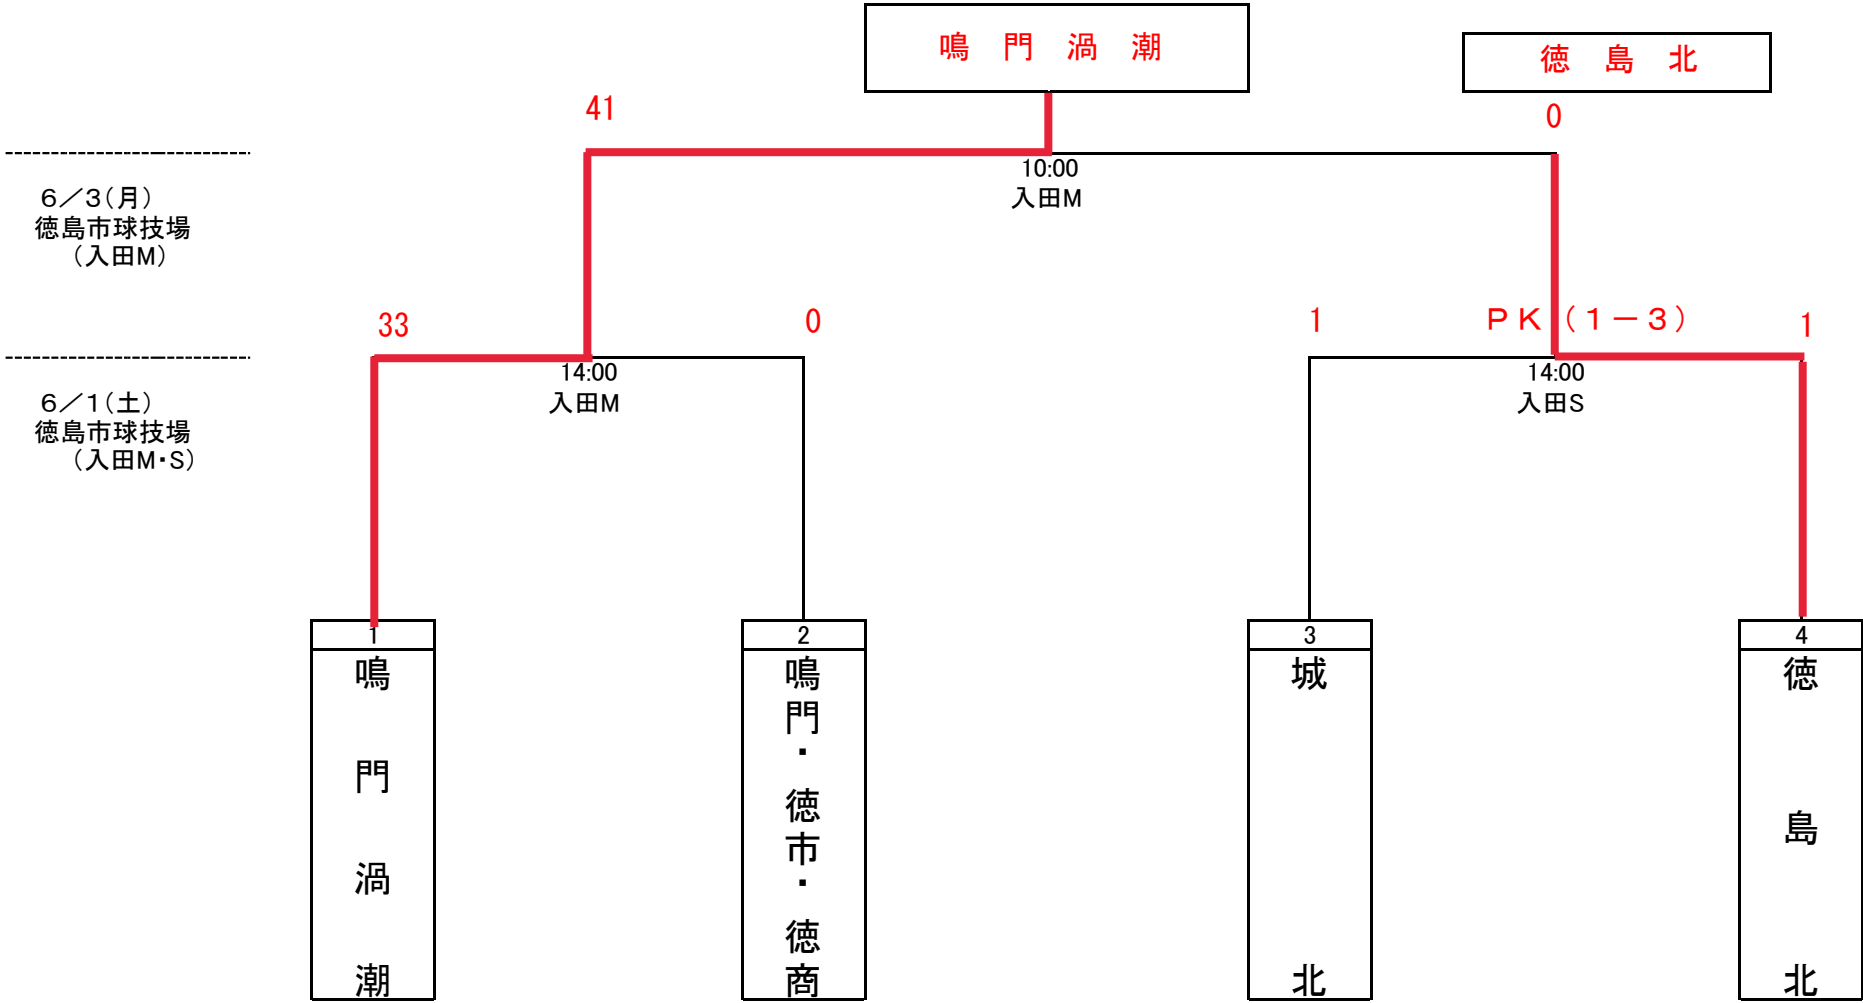 鳴 門 渦 潮
徳 島 北
41
0
10:00
入田M
6／3(月)
徳島市球技場
(入田M)
33
0
1
PK(1－3)
1
14:00
入田M
14:00
入田S
6／1(土)
徳島市球技場
(入田M・S)
1
鳴門渦潮
2
鳴門・徳市・徳商
3
城北
4
徳島北